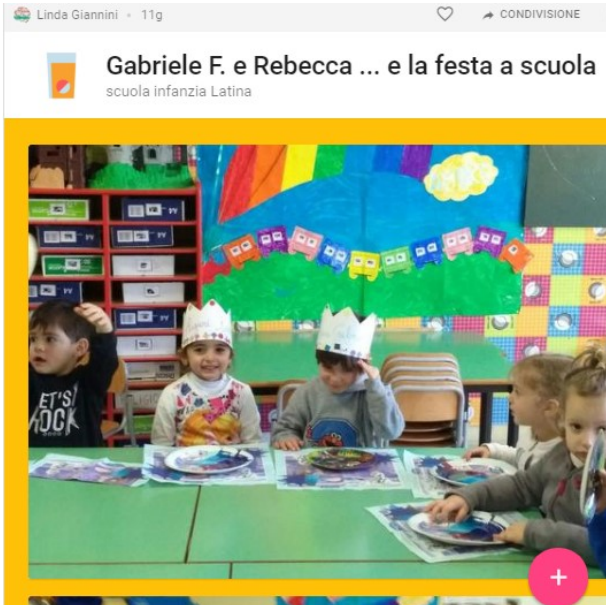 Linda Giannini • 11g
CONDIVISIONE
Gabriele F. e Rebecca ... e la festa a scuola
scuola infanzia Latina
LET'S
ROCK
+